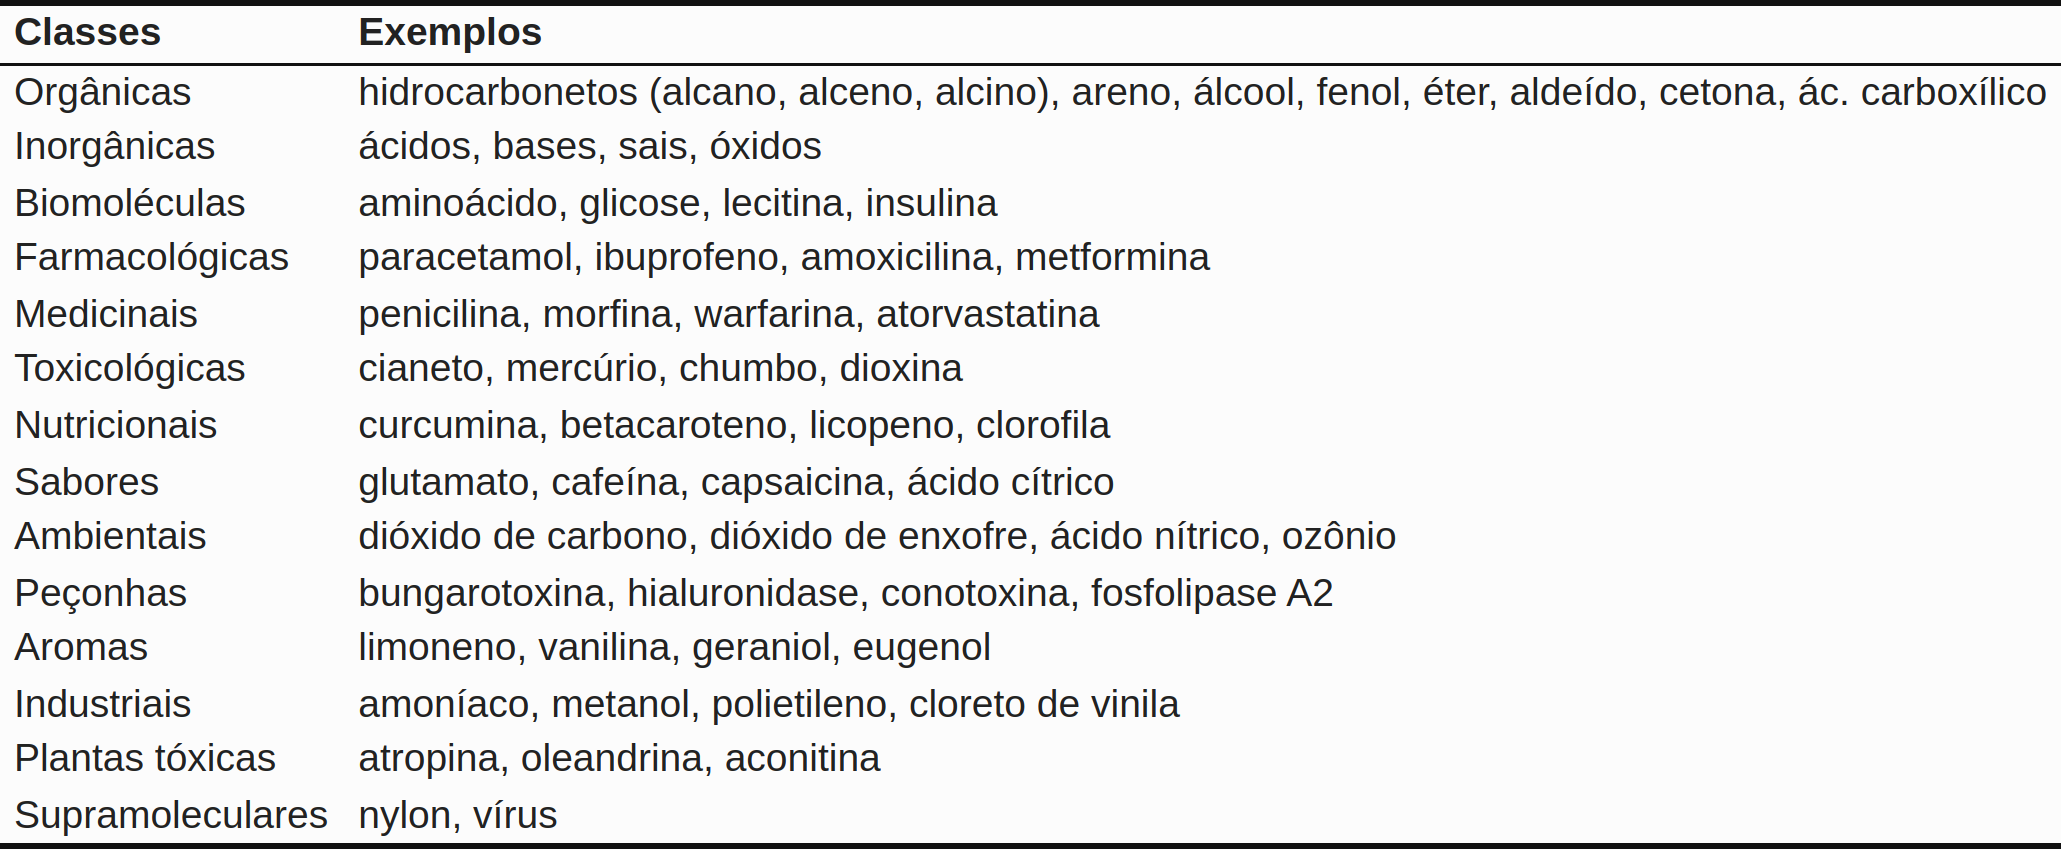 Classes Exemplos
Orgânicas hidrocarbonetos (alcano, alceno, alcino), areno, álcool, fenol, éter, aldeído, cetona, ác. carboxílico
Inorgânicas ácidos, bases, sais, óxidos
Biomoléculas aminoácido, glicose, lecitina, insulina
Farmacológicas paracetamol, ibuprofeno, amoxicilina, metformina
Medicinais penicilina, morfina, warfarina, atorvastatina
Toxicológicas cianeto, mercúrio, chumbo, dioxina
Nutricionais curcumina, betacaroteno, licopeno, clorofila
Sabores glutamato, cafeína, capsaicina, ácido cítrico
Ambientais dióxido de carbono, dióxido de enxofre, ácido nítrico, ozônio
Peçonhas bungarotoxina, hialuronidase, conotoxina, fosfolipase A2
Aromas limoneno, vanilina, geraniol, eugenol
Industriais amoníaco, metanol, polietileno, cloreto de vinila
Plantas tóxicas atropina, oleandrina, aconitina
Supramoleculares nylon, vírus